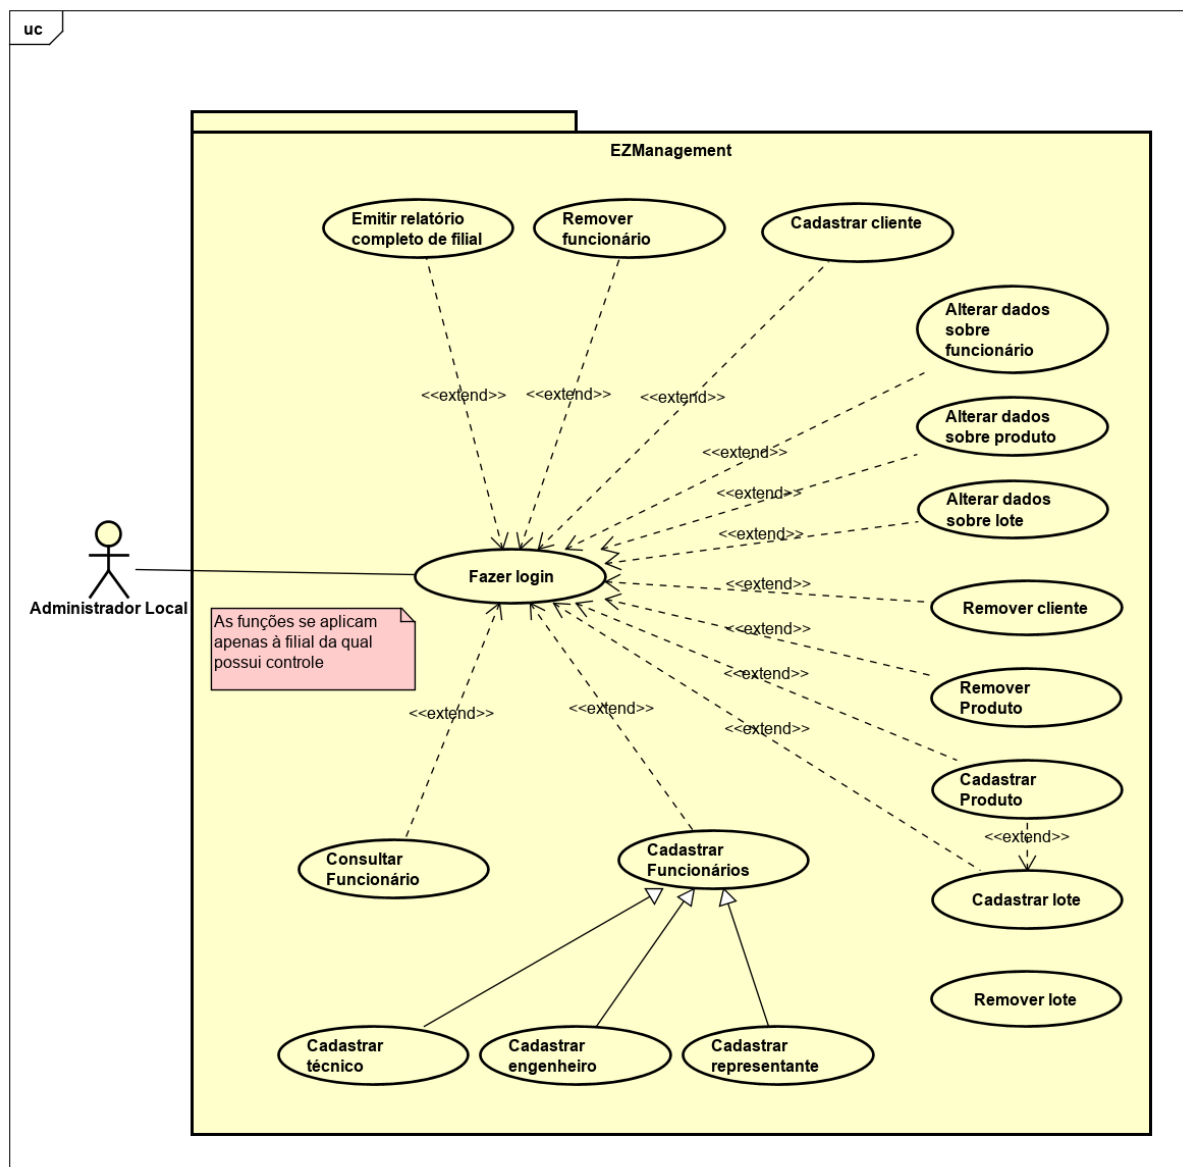 uc
EZManagement
Emitir relatório
completo de filial
Remover
funcionário
Cadastrar cliente
Alterar dados
sobre
funcionário
<<extend>>
<<extend>>
<<extend>>
Alterar dados
sobre produto
<<extend>>
<<extend>>
Alterar dados
sobre lote
<<extend>>
Fazer login
Administrador Local
<<extend>>
Remover cliente
As funções se aplicam
apenas à filial da qual
possui controle
<<extend>>
<<extend>>
Remover
Produto
<<extend>>
<<extend>>
<<extend>>
Cadastrar
Produto
<<extend>>
Consultar
Funcionário
Cadastrar
Funcionários
Cadastrar lote
Remover lote
Cadastrar
técnico
Cadastrar
engenheiro
Cadastrar
representante